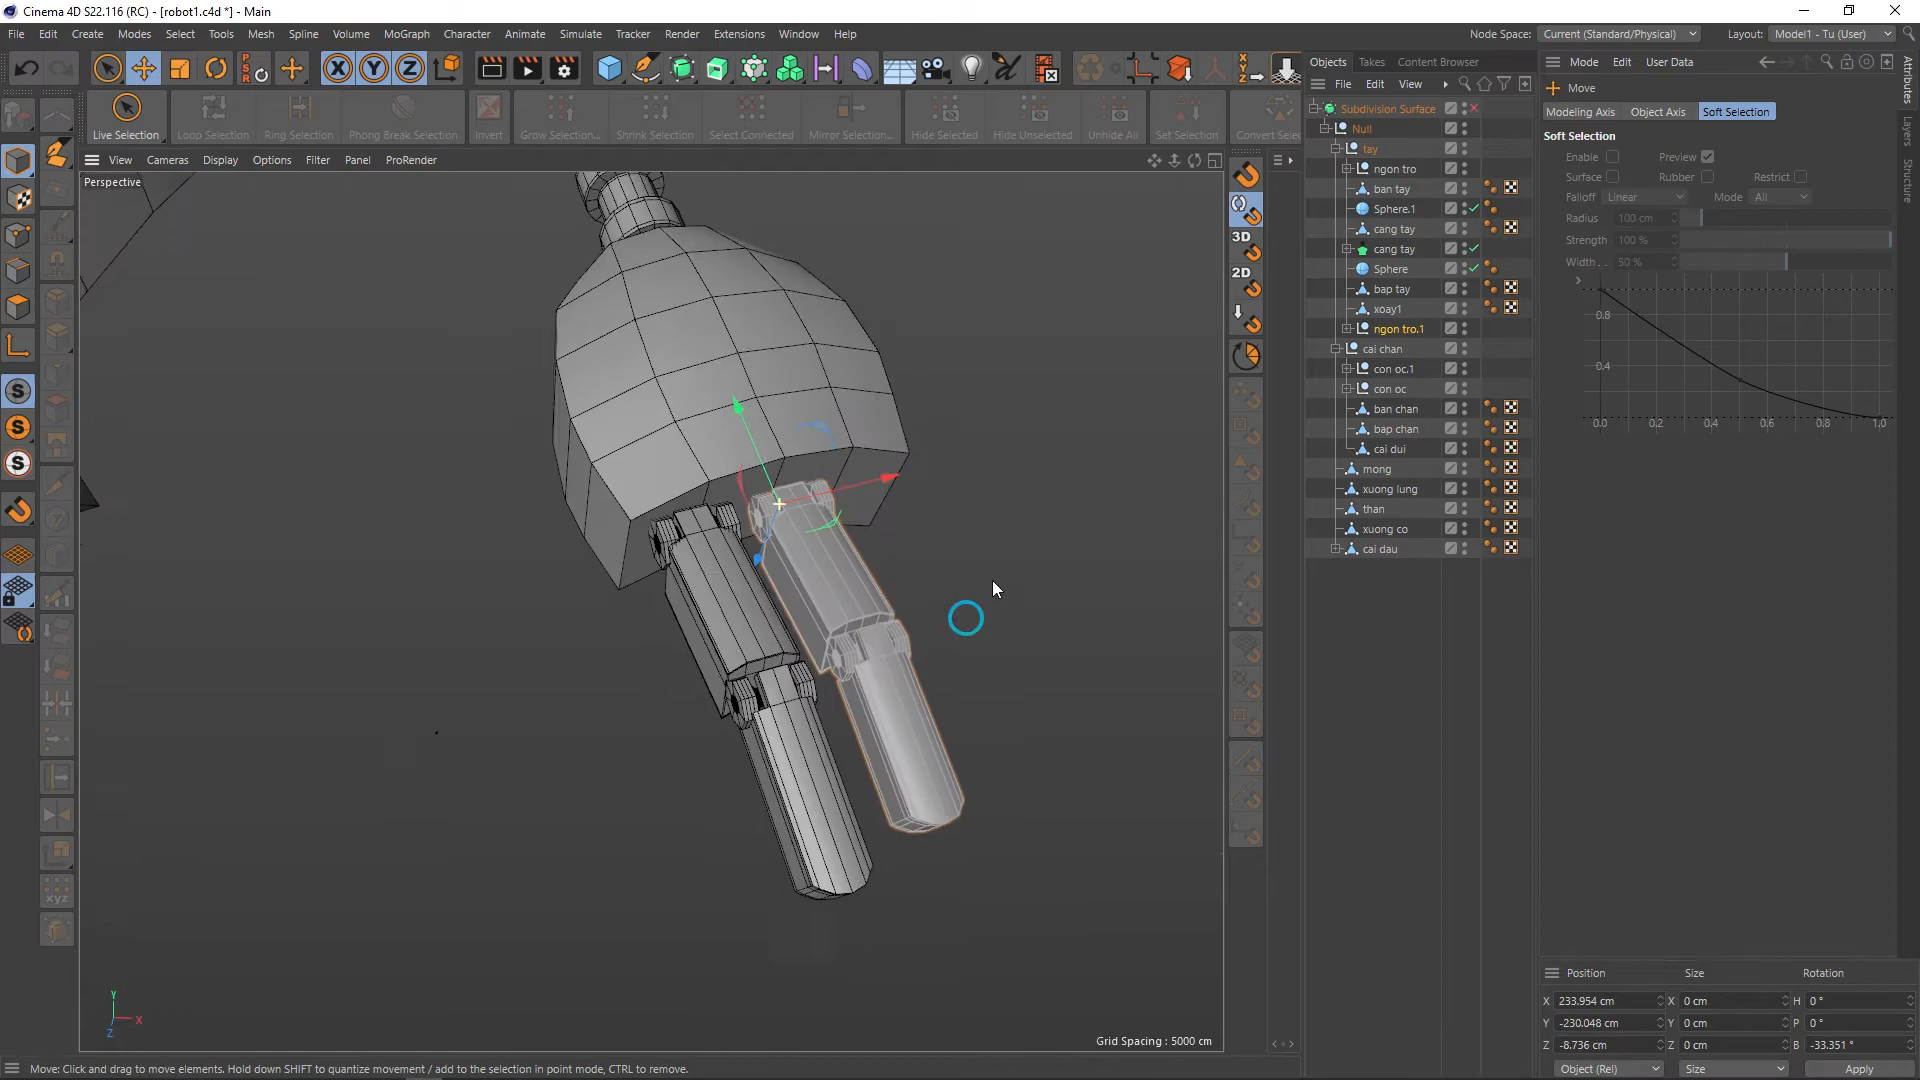 Cinema 4D S22.116 (RC) - [robot1.c4d *] - Main
File Edit Create Modes Select Tools Mesh Spline Volume MoGraph Character Animate Simulate Tracker Render Extensions Window Help
Node Space: Current (Standard/Physical) Layout: Model1 - Tu (User)
PSR X Y Z
Live Selection Loop Selection Ring Selection Phong Break Selection Invert Grow Selection... Shrink Selection Select Connected Mirror Selection... Hide Selected Hide Unselected Unhide All Set Selection Convert Selec
View Cameras Display Options Filter Panel ProRender
Perspective
Grid Spacing : 5000 cm
Y
X
Z
3D
2D
S
S
S
xyz
Objects Takes Content Browser
File Edit View
Subdivision Surface
Null
tay
ngon tro
ban tay
Sphere.1
cang tay
cang tay
Sphere
bap tay
xoay1
ngon tro.1
cai chan
con oc.1
con oc
ban chan
bap chan
cai dui
mong
xuong lung
than
xuong co
cai dau
Mode Edit User Data
Move
Modeling Axis Object Axis Soft Selection
Soft Selection
Enable Preview
Surface Rubber Restrict
Falloff Linear Mode All
Radius 100 cm
Strength 100 %
Width . . 50 %
0.8
0.4
0.0 0.2 0.4 0.6 0.8 1.0
Attributes
Layers
Structure
Position Size Rotation
X 233.954 cm X 0 cm H 0 °
Y -230.048 cm Y 0 cm P 0 °
Z -8.736 cm Z 0 cm B -33.351 °
Object (Rel) Size Apply
Move: Click and drag to move elements. Hold down SHIFT to quantize movement / add to the selection in point mode, CTRL to remove.